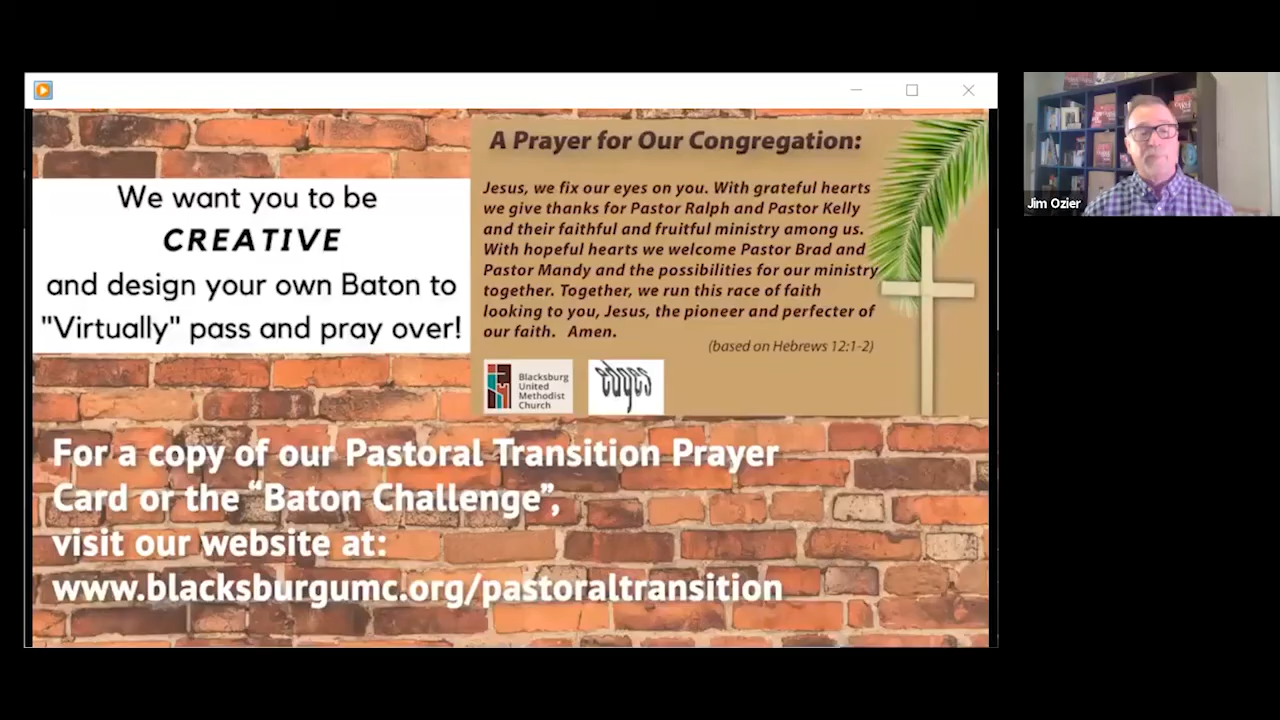 We want you to be
CREATIVE
and design your own Baton to
"Virtually" pass and pray over!
A Prayer for Our Congregation:
Jesus, we fix our eyes on you. With grateful hearts
we give thanks for Pastor Ralph and Pastor Kelly
and their faithful and fruitful ministry among us.
With hopeful hearts we welcome Pastor Brad and
Pastor Mandy and the possibilities for our ministry
together. Together, we run this race of faith
looking to you, Jesus, the pioneer and perfecter of
our faith. Amen.
(based on Hebrews 12:1-2)
Blacksburg
United
Methodist
Church
edges
For a copy of our Pastoral Transition Prayer
Card or the “Baton Challenge”,
visit our website at:
www.blacksburgumc.org/pastoraltransition
Jim Ozier